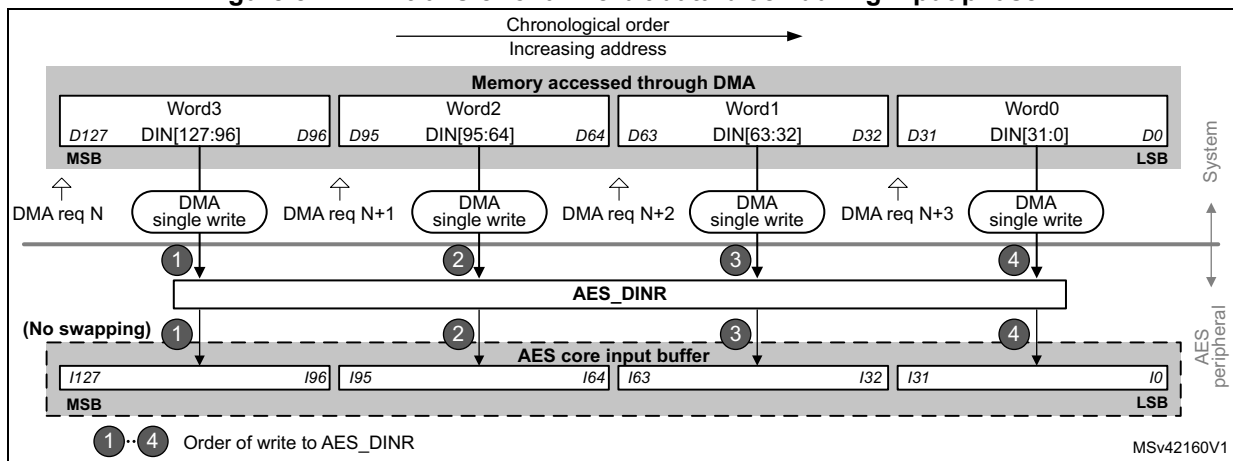 Chronological order
Increasing address
Memory accessed through DMA
Word3 Word2 Word1 Word0
D127 DIN[127:96] D96 D95 DIN[95:64] D64 D63 DIN[63:32] D32 D31 DIN[31:0] D0
MSB LSB
System
DMA req N DMA single write DMA req N+1 DMA single write DMA req N+2 DMA single write DMA req N+3 DMA single write
1 2 3 4
AES_DINR
(No swapping) 1 2 3 4
AES peripheral
AES core input buffer
I127 I96 I95 I64 I63 I32 I31 I0
MSB LSB
1··4 Order of write to AES_DINR
MSv42160V1